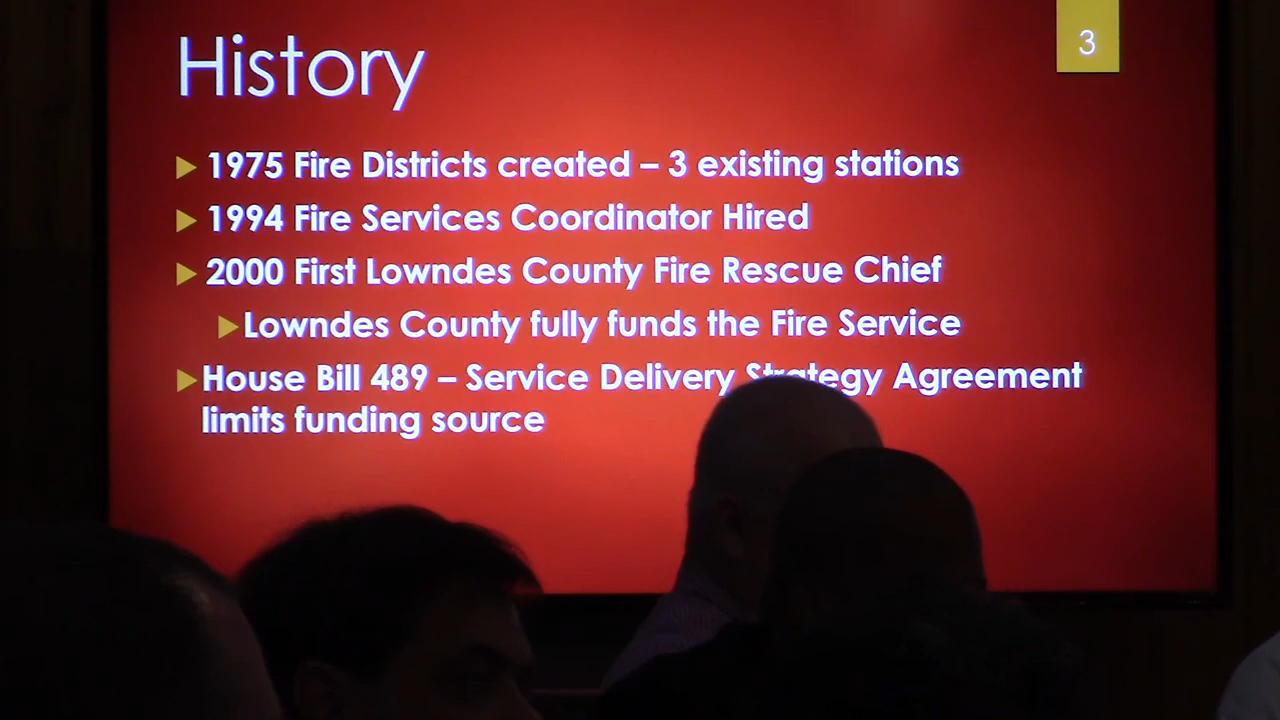 3
History
1975 Fire Districts created – 3 existing stations
1994 Fire Services Coordinator Hired
2000 First Lowndes County Fire Rescue Chief
Lowndes County fully funds the Fire Service
House Bill 489 – Service Delivery Strategy Agreement
limits funding source